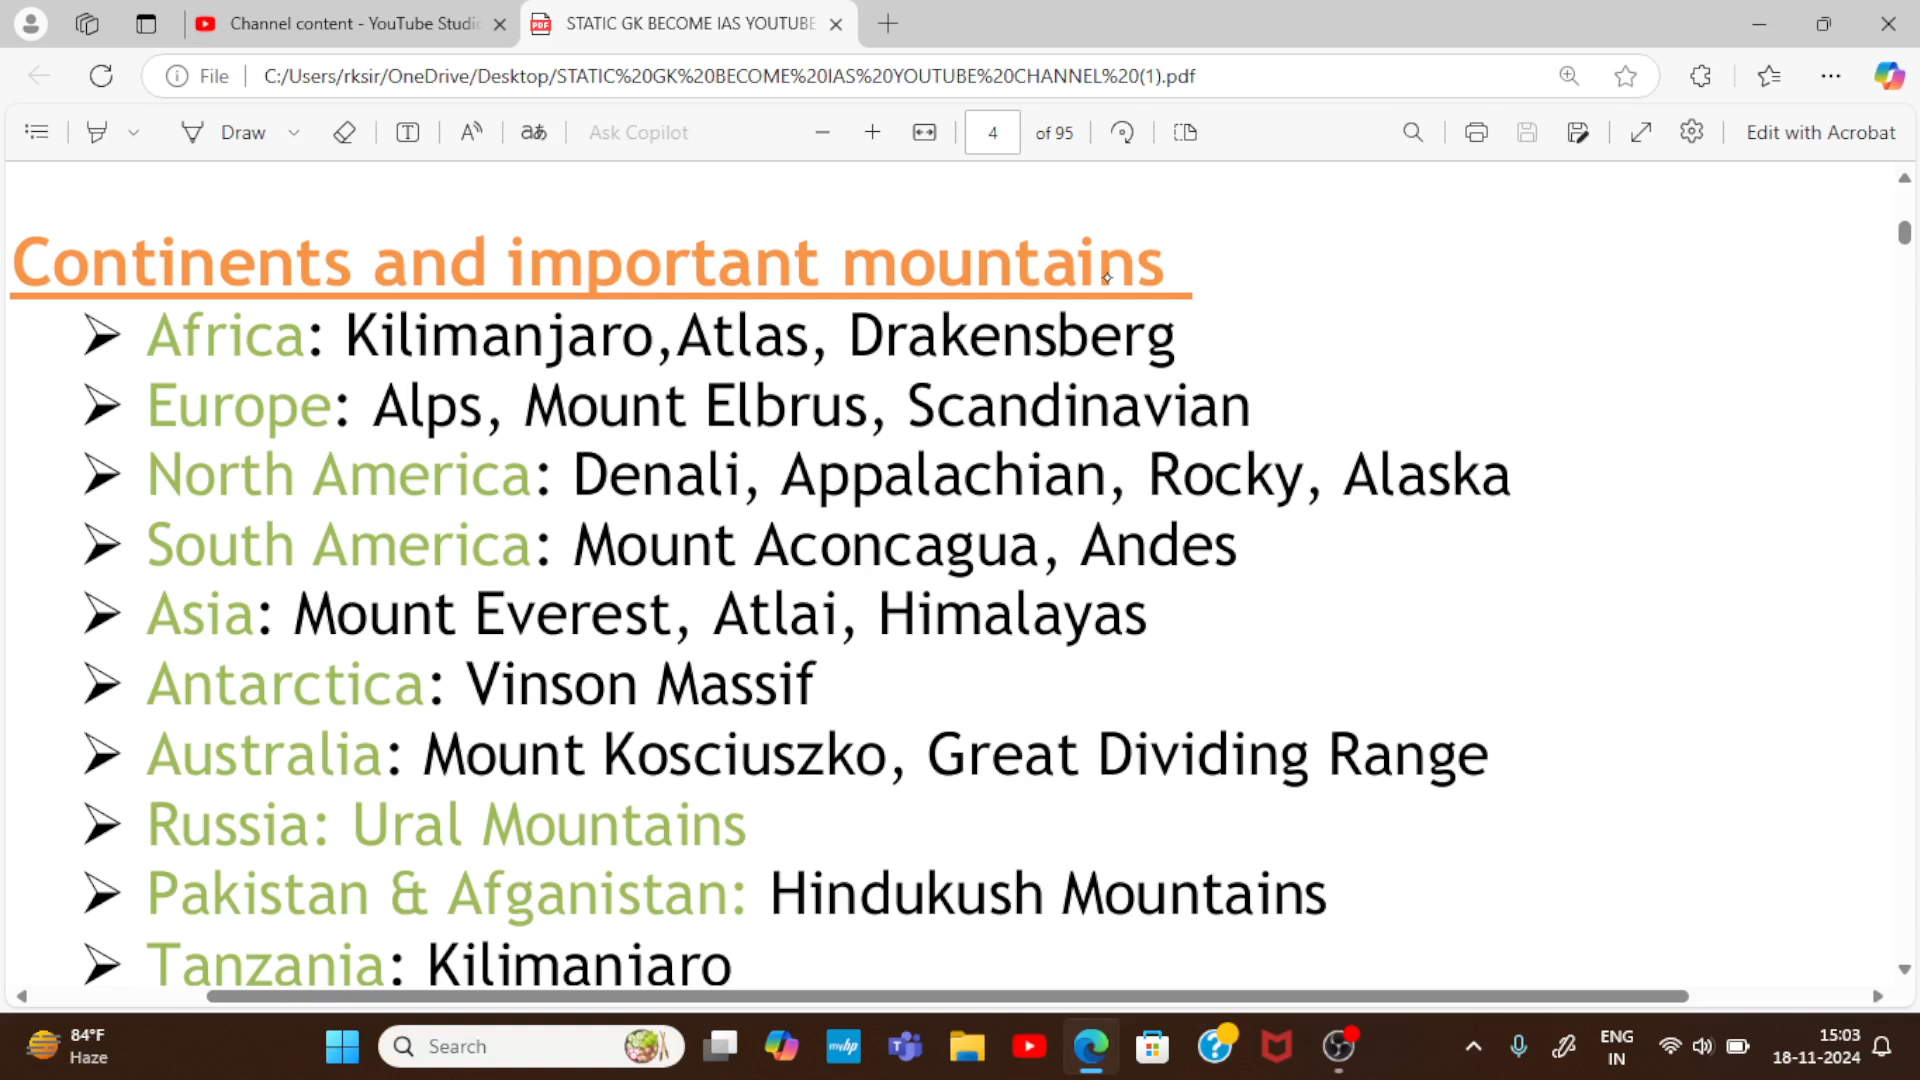 Channel content - YouTube Studi
STATIC GK BECOME IAS YOUTUBE
File
C:/Users/rksir/OneDrive/Desktop/STATIC%20GK%20BECOME%20IAS%20YOUTUBE%20CHANNEL%20(1).pdf
Draw
Ask Copilot
4
of 95
Edit with Acrobat
Continents and important mountains
➢ Africa: Kilimanjaro,Atlas, Drakensberg
➢ Europe: Alps, Mount Elbrus, Scandinavian
➢ North America: Denali, Appalachian, Rocky, Alaska
➢ South America: Mount Aconcagua, Andes
➢ Asia: Mount Everest, Atlai, Himalayas
➢ Antarctica: Vinson Massif
➢ Australia: Mount Kosciuszko, Great Dividing Range
➢ Russia: Ural Mountains
➢ Pakistan & Afganistan: Hindukush Mountains
➢ Tanzania: Kilimanjaro
84°F
Haze
Search
myhp
ENG
IN
15:03
18-11-2024